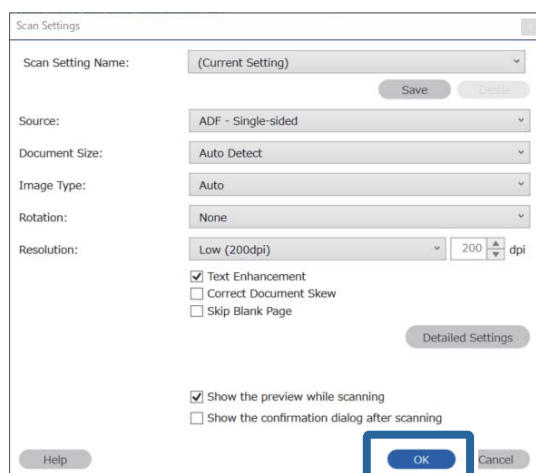 Scan Settings
Scan Setting Name: (Current Setting)
Save Delete
Source: ADF - Single-sided
Document Size: Auto Detect
Image Type: Auto
Rotation: None
Resolution: Low (200dpi) 200 dpi
Text Enhancement
Correct Document Skew
Skip Blank Page
Detailed Settings
Show the preview while scanning
Show the confirmation dialog after scanning
Help OK Cancel